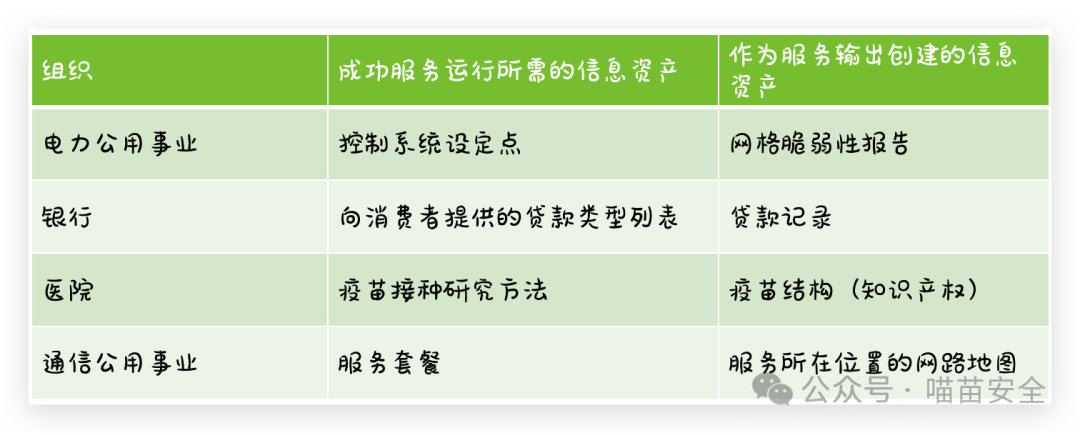 组织
成功服务运行所需的信息资产
作为服务输出创建的信息
资产
电力公用事业
控制系统设定点
网格脆弱性报告
银行
向消费者提供的贷款类型列表
贷款记录
医院
疫苗接种研究方法
疫苗结构（知识产权）
通信公用事业
服务套餐
服务所在位置的网路地图
公众号·喵苗安全